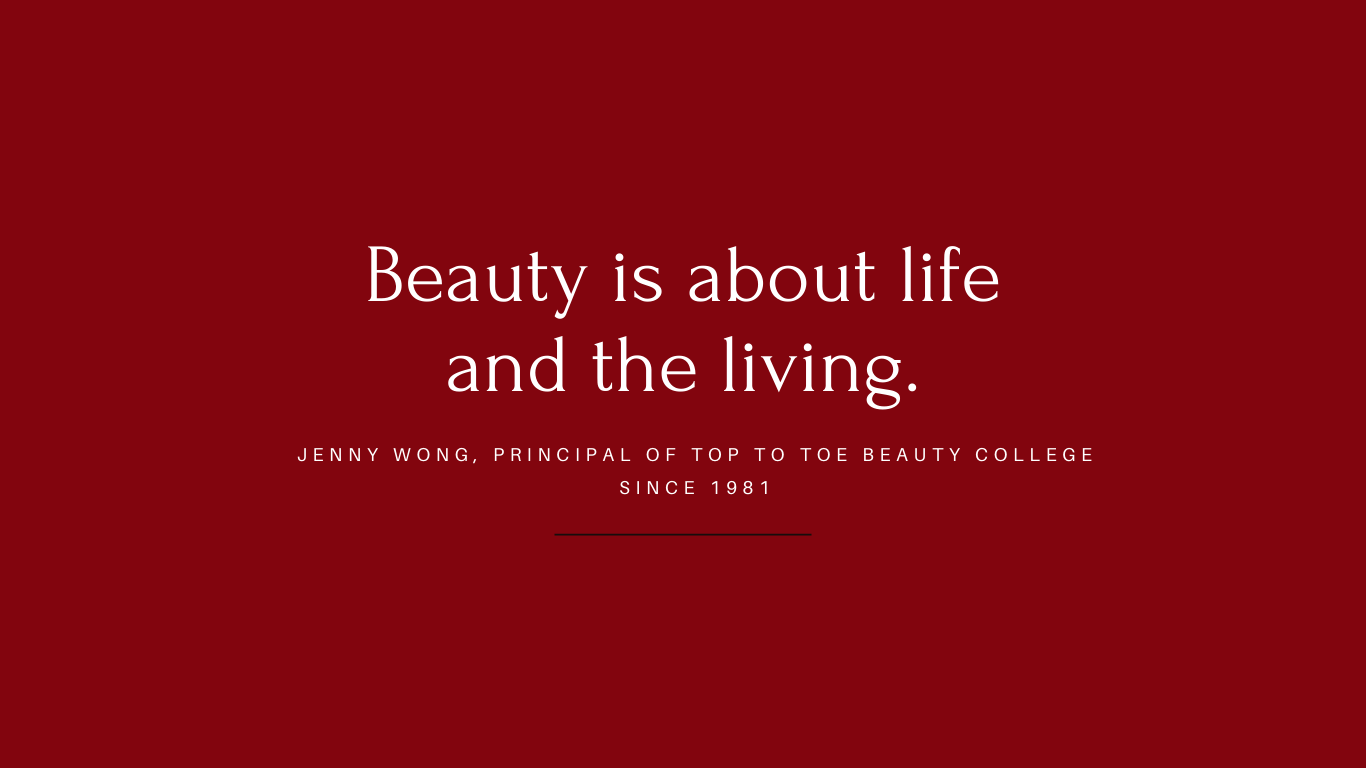 Beauty is about life
and the living.
JENNY WONG, PRINCIPAL OF TOP TO TOE BEAUTY COLLEGE
SINCE 1981